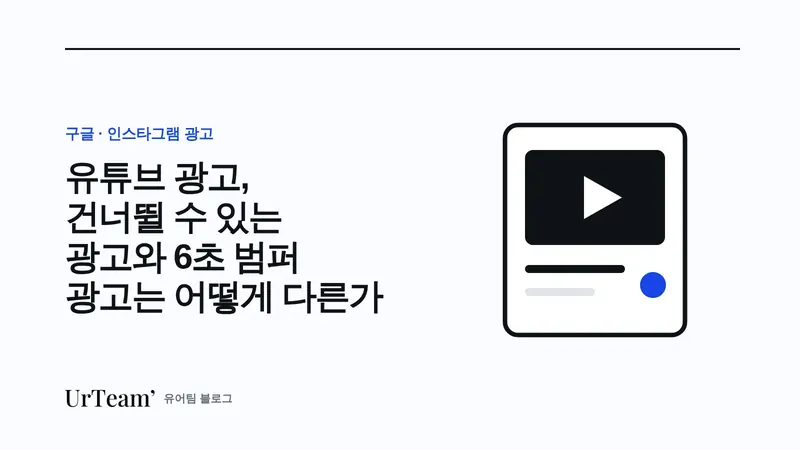 구글 · 인스타그램 광고
유튜브 광고,
건너뛸 수 있는
광고와 6초 범퍼
광고는 어떻게 다른가
UrTeam’ 유어팀 블로그